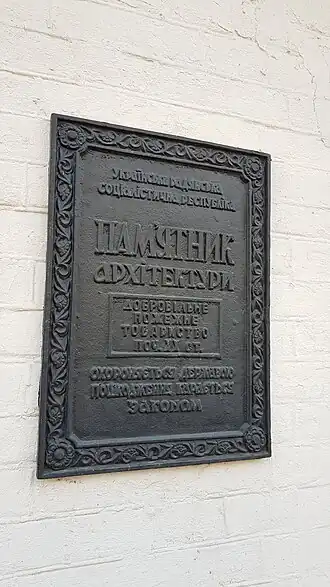 Українська Радянська
Соціалістична Республіка
ПАМ'ЯТНИК
АРХІТЕКТУРИ
ДОБРОВІЛЬНЕ
ПОЖЕЖНЕ
ТОВАРИСТВО
ПОЧ. XX СТ.
ОХОРОНЯЄТЬСЯ ДЕРЖАВОЮ
ПОШКОДЖЕННЯ КАРАЄТЬСЯ
ЗАКОНОМ